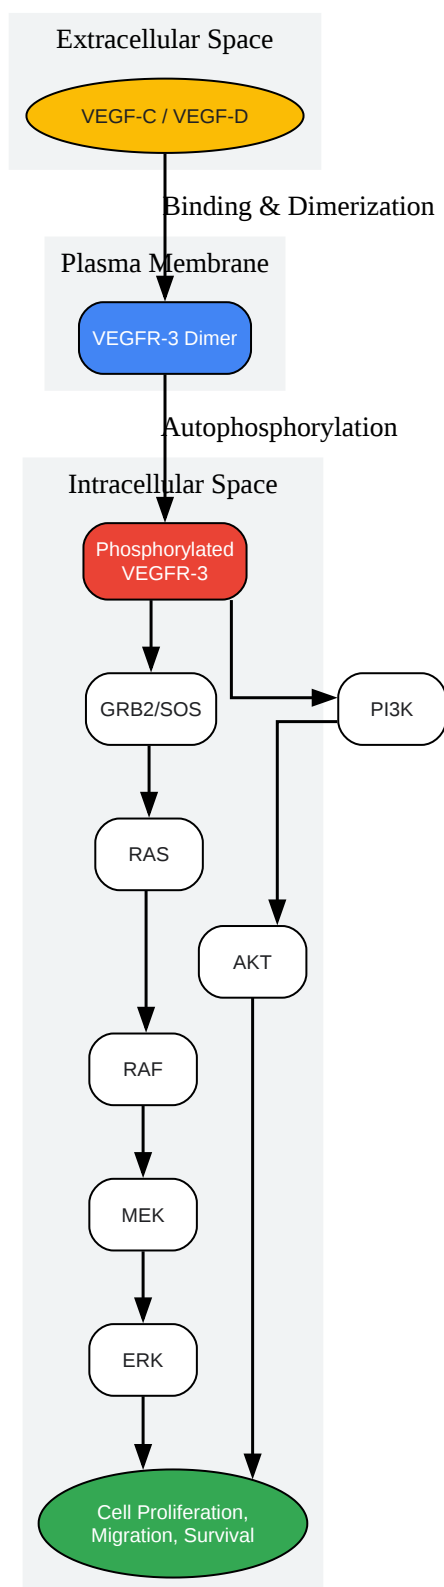 Extracellular Space
VEGF-C / VEGF-D
Binding & Dimerization
Plasma Membrane
VEGFR-3 Dimer
Autophosphorylation
Intracellular Space
Phosphorylated
VEGFR-3
GRB2/SOS
PI3K
RAS
AKT
RAF
MEK
ERK
Cell Proliferation,
Migration, Survival